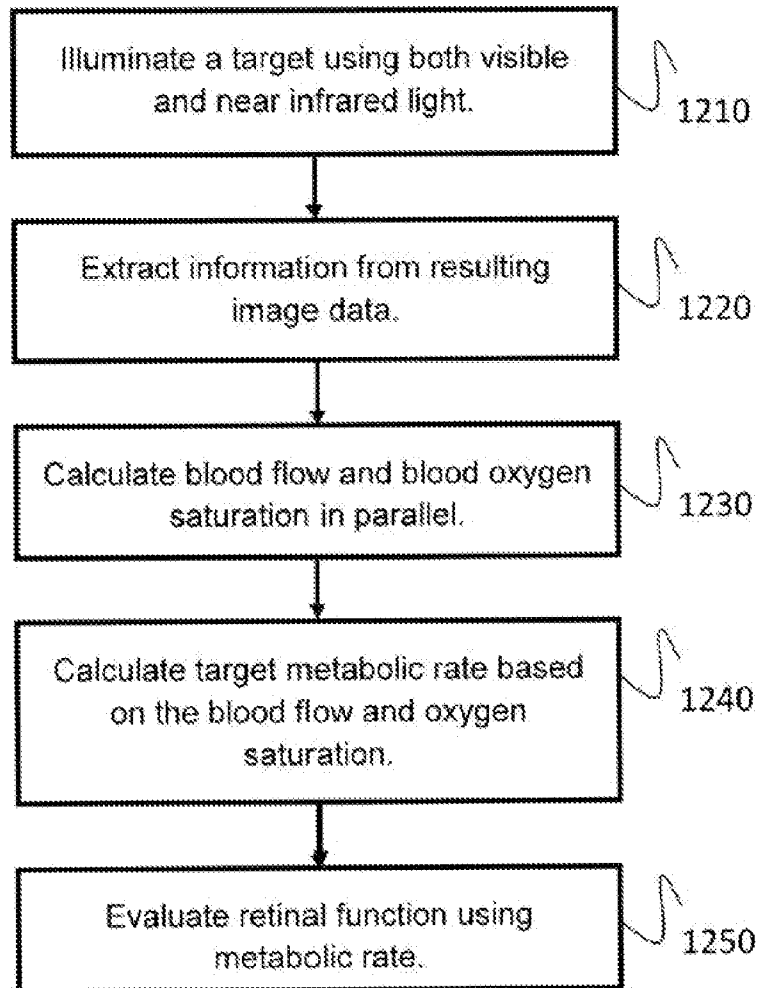 Illuminate a target using both visible
and near infrared light.
1210
Extract information from resulting
image data.
1220
Calculate blood flow and blood oxygen
saturation in parallel.
1230
Calculate target metabolic rate based
on the blood flow and oxygen
saturation.
1240
Evaluate retinal function using
metabolic rate.
1250